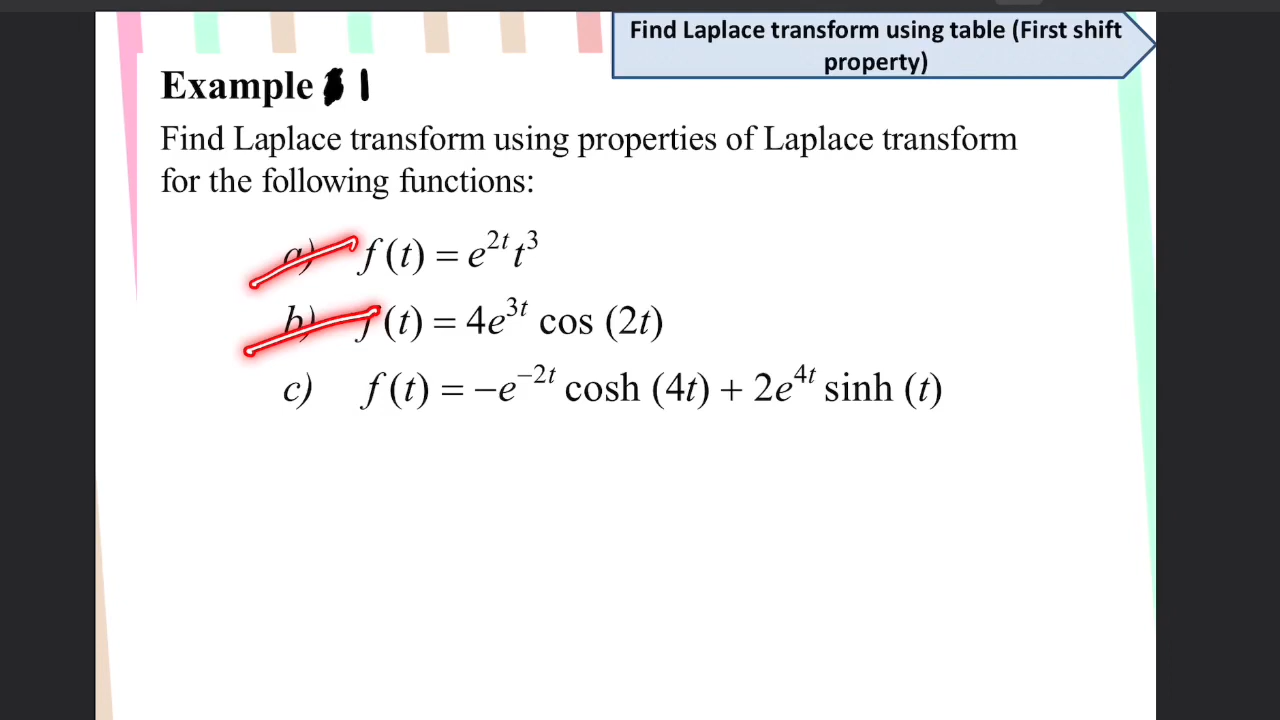 Find Laplace transform using table (First shift
property)
Example 1
Find Laplace transform using properties of Laplace transform
for the following functions:
a) f(t) = e^{2t} t^3
b) f(t) = 4e^{3t} cos (2t)
c) f(t) = −e^{−2t} cosh (4t) + 2e^{4t} sinh (t)